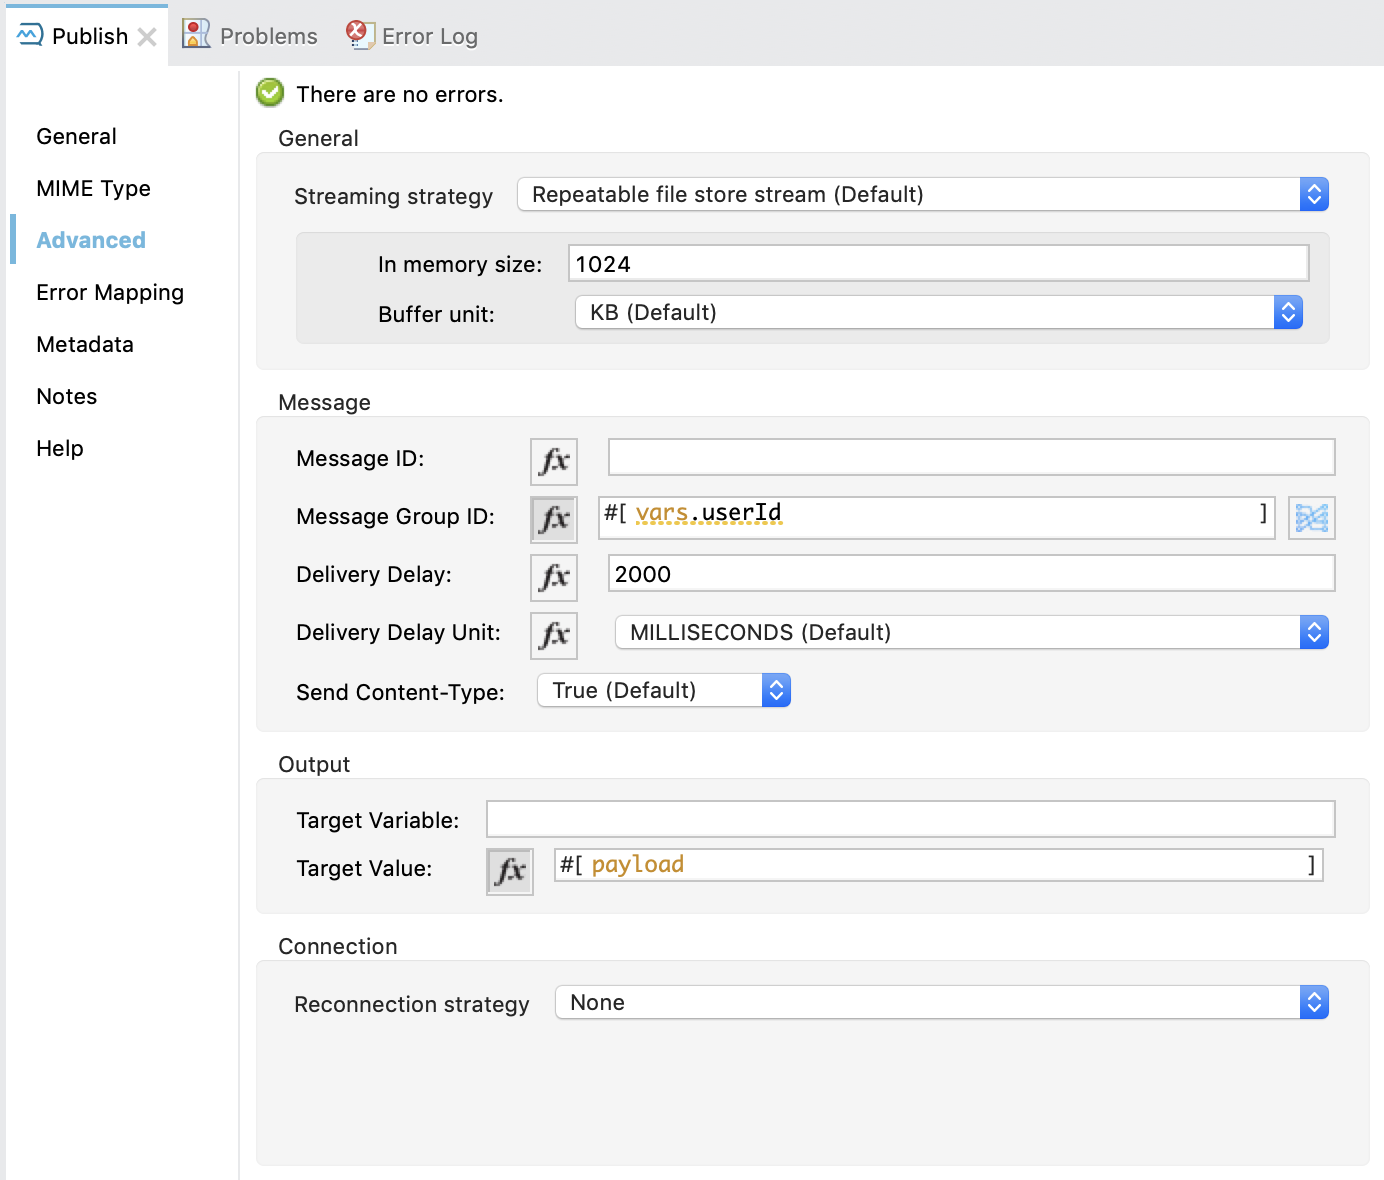 Publish Problems Error Log
There are no errors.
General
MIME Type
Advanced
Error Mapping
Metadata
Notes
Help
General
Streaming strategy Repeatable file store stream (Default)
In memory size: 1024
Buffer unit: KB (Default)
Message
Message ID: fx
Message Group ID: fx #[ vars.userId ]
Delivery Delay: fx 2000
Delivery Delay Unit: fx MILLISECONDS (Default)
Send Content-Type: True (Default)
Output
Target Variable:
Target Value: fx #[ payload ]
Connection
Reconnection strategy None